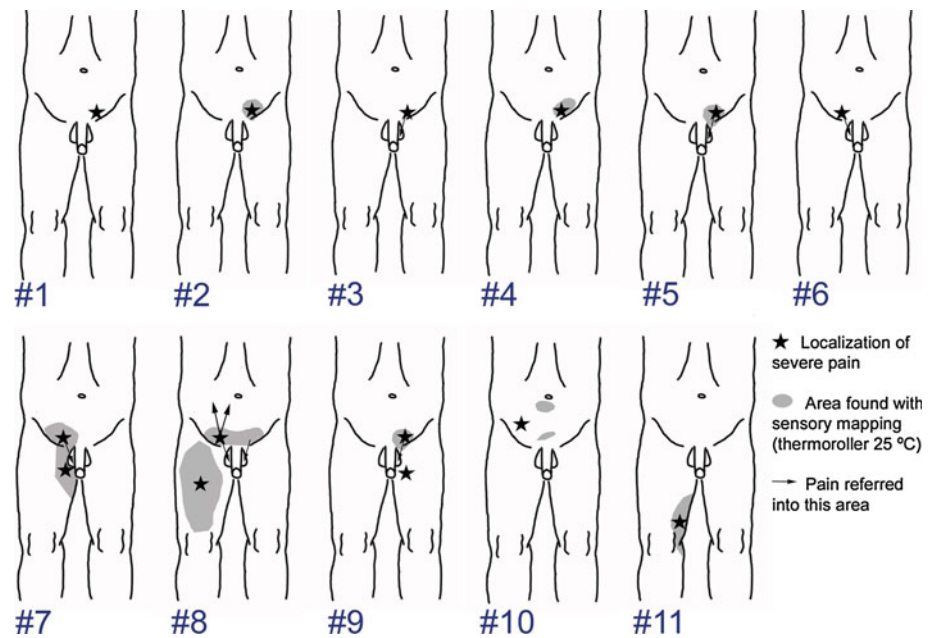 #1 #2 #3 #4 #5 #6
★ Localization of
severe pain
Area found with
sensory mapping
(thermoroller 25 ºC)
Pain referred
into this area
#7 #8 #9 #10 #11